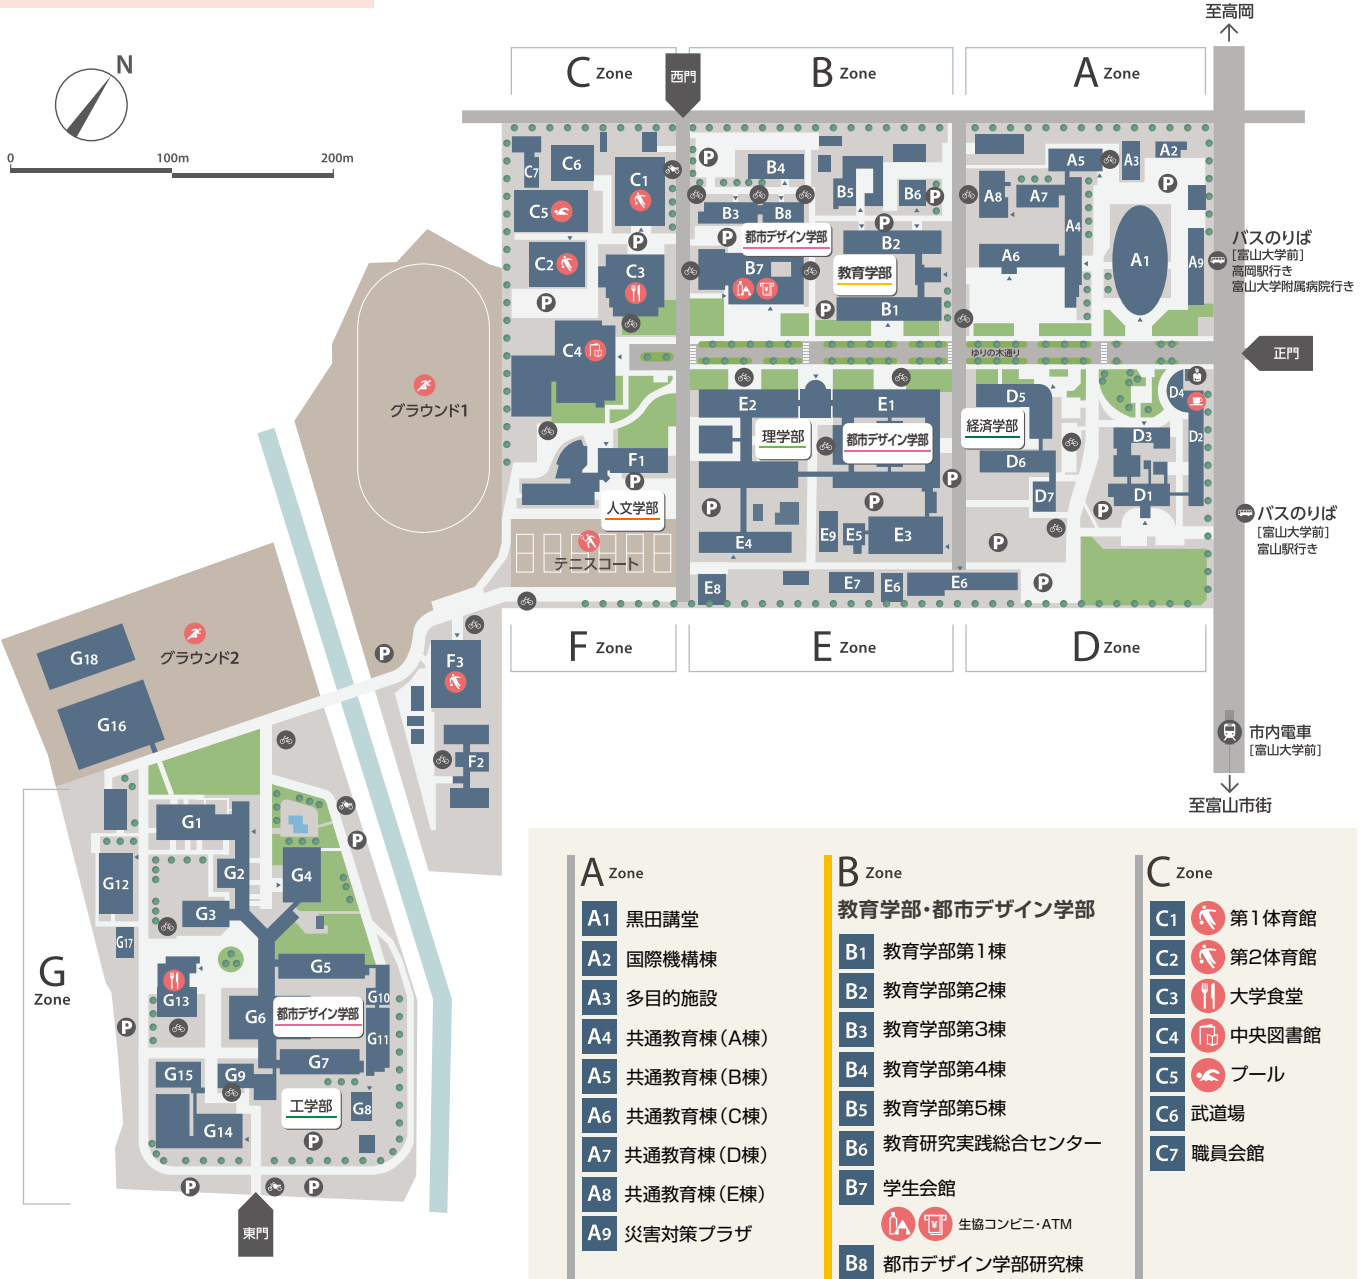 至高岡
N
0 100m 200m
C Zone
西門
B Zone
A Zone
C7
C6
C1
C5
C2
C3
C4
B4
B5
B6
B3
B8
都市デザイン学部
B7
B2
教育学部
B1
A5
A3
A2
A8
A7
A4
A6
A1
A9
P
バスのりば
[富山大学前]
高岡駅行き
富山大学附属病院行き
ゆりの木通り
正門
グラウンド1
E2
E1
理学部
都市デザイン学部
D5
経済学部
D4
D3
D2
D6
D7
D1
F1
人文学部
テニスコート
E4
E9
E5
E3
E8
E7
E6
E6
バスのりば
[富山大学前]
富山駅行き
F Zone
E Zone
D Zone
グラウンド2
G18
G16
F3
F2
市内電車
[富山大学前]
至富山市街
G1
G2
G4
G12
G3
G17
G Zone
G5
G10
G13
G6
都市デザイン学部
G11
G7
G15
G9
工学部
G8
G14
東門
A Zone
A1 黒田講堂
A2 国際機構棟
A3 多目的施設
A4 共通教育棟(A棟)
A5 共通教育棟(B棟)
A6 共通教育棟(C棟)
A7 共通教育棟(D棟)
A8 共通教育棟(E棟)
A9 災害対策プラザ
B Zone
教育学部・都市デザイン学部
B1 教育学部第1棟
B2 教育学部第2棟
B3 教育学部第3棟
B4 教育学部第4棟
B5 教育学部第5棟
B6 教育研究実践総合センター
B7 学生会館
生協コンビニ・ATM
B8 都市デザイン学部研究棟
C Zone
C1 第1体育館
C2 第2体育館
C3 大学食堂
C4 中央図書館
C5 プール
C6 武道場
C7 職員会館